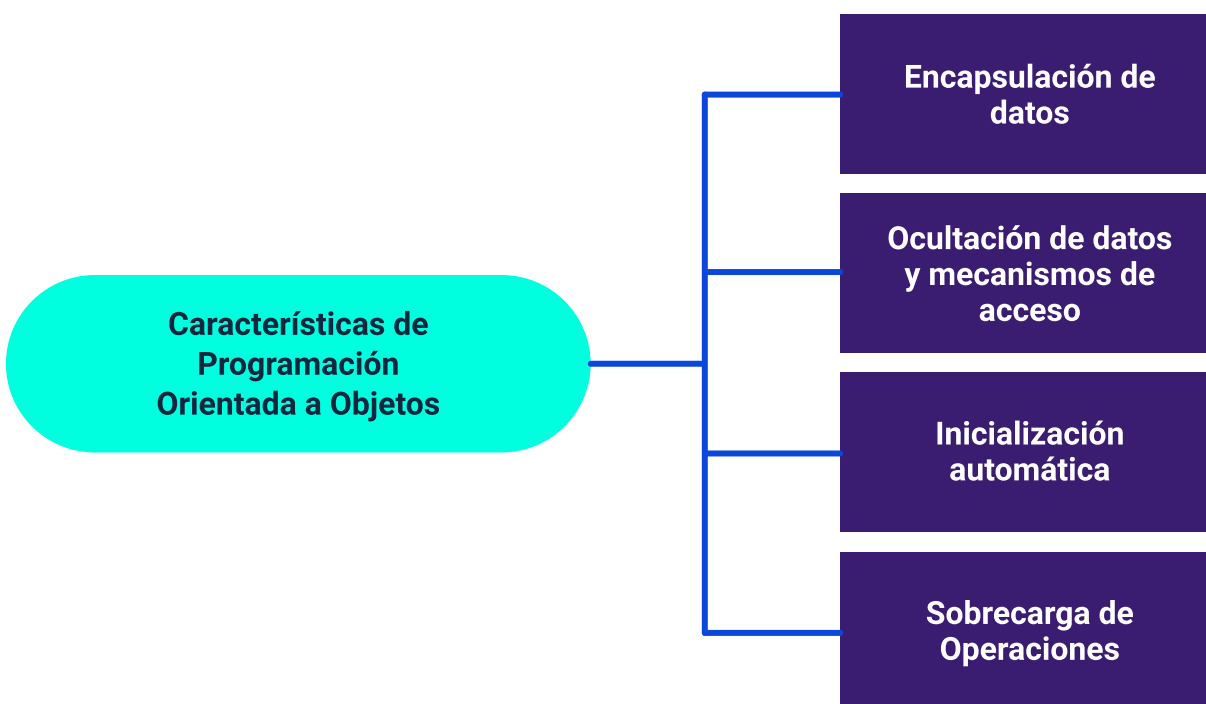 Características de
Programación
Orientada a Objetos
Encapsulación de
datos
Ocultación de datos
y mecanismos de
acceso
Inicialización
automática
Sobrecarga de
Operaciones